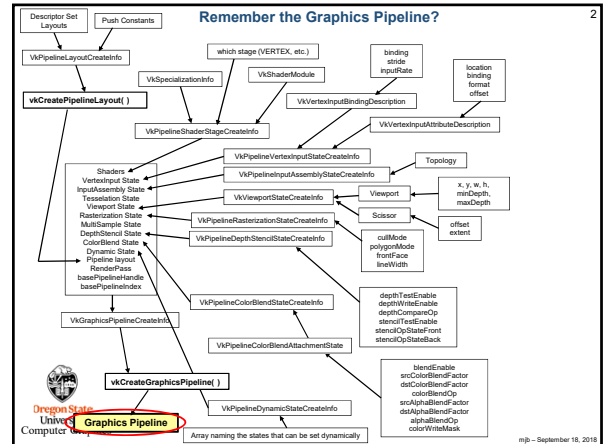 Remember the Graphics Pipeline?
2
Descriptor Set
Layouts
Push Constants
VkPipelineLayoutCreateInfo
vkCreatePipelineLayout( )
which stage (VERTEX, etc.)
VkSpecializationInfo
VkShaderModule
VkPipelineShaderStageCreateInfo
binding
stride
inputRate
location
binding
format
offset
VkVertexInputBindingDescription
VkVertexInputAttributeDescription
VkPipelineVertexInputStateCreateInfo
VkPipelineInputAssemblyStateCreateInfo
Topology
Shaders
VertexInput State
InputAssembly State
Tesselation State
Viewport State
Rasterization State
MultiSample State
DepthStencil State
ColorBlend State
Dynamic State
Pipeline layout
RenderPass
basePipelineHandle
basePipelineIndex
VkViewportStateCreateInfo
Viewport
x, y, w, h,
minDepth,
maxDepth
Scissor
offset
extent
VkPipelineRasterizationStateCreateInfo
cullMode
polygonMode
frontFace
lineWidth
VkPipelineDepthStencilStateCreateInfo
depthTestEnable
depthWriteEnable
depthCompareOp
stencilTestEnable
stencilOpStateFront
stencilOpStateBack
VkPipelineColorBlendStateCreateInfo
VkPipelineColorBlendAttachmentState
blendEnable
srcColorBlendFactor
dstColorBlendFactor
colorBlendOp
srcAlphaBlendFactor
dstAlphaBlendFactor
alphaBlendOp
colorWriteMask
VkGraphicsPipelineCreateInfo
vkCreateGraphicsPipeline( )
VkPipelineDynamicStateCreateInfo
Array naming the states that can be set dynamically
Graphics Pipeline
Oregon State
Univer
Computer
mjb – September 18, 2018